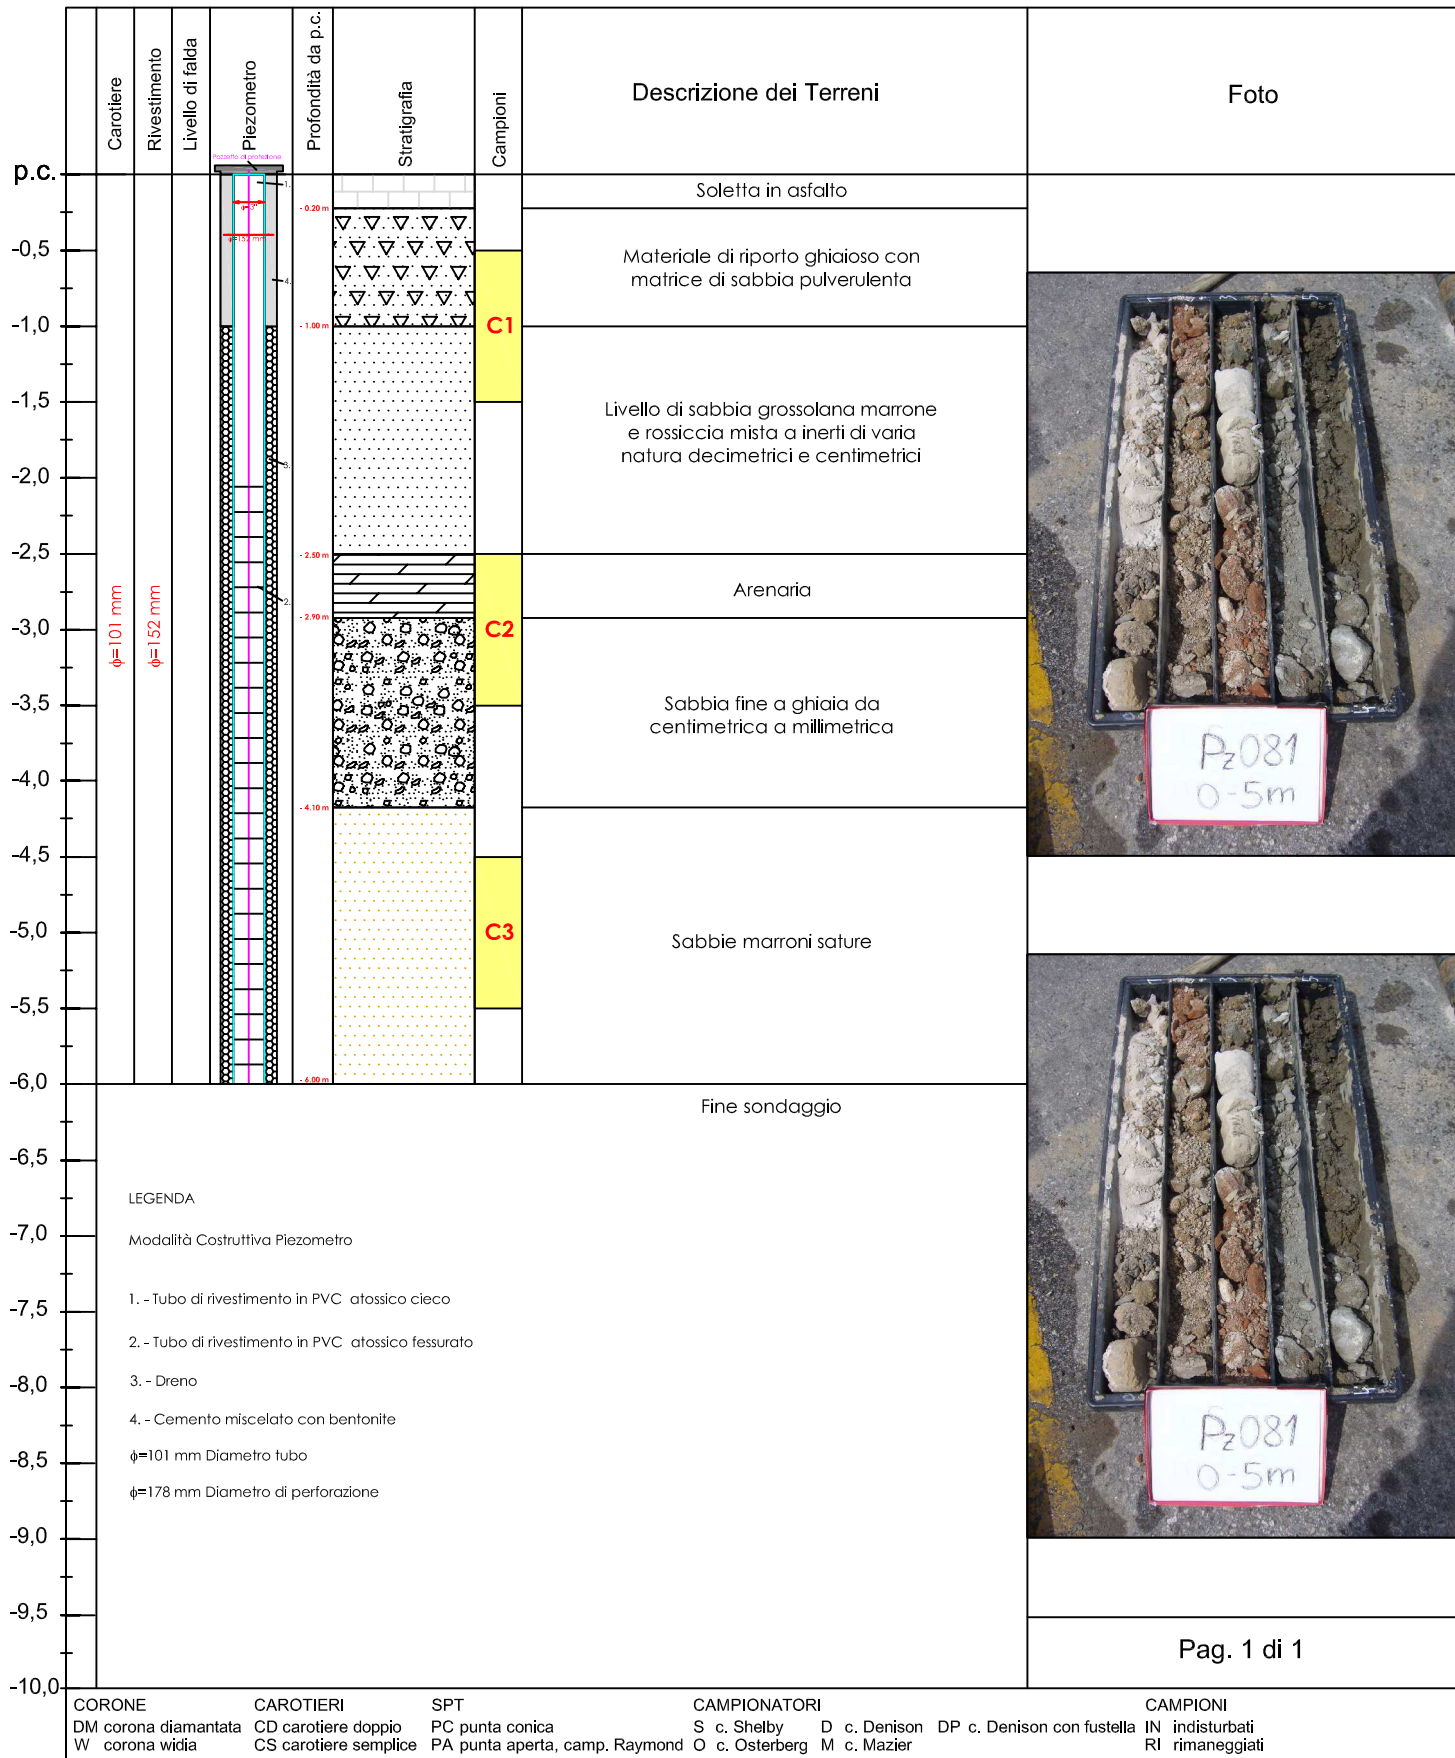 Carotiere
Rivestimento
Livello di falda
Piezometro
Profondità da p.c.
Stratigrafia
Campioni
Descrizione dei Terreni
Foto
Pozzetto di protezione
p.c.
-0,5
-1,0
-1,5
-2,0
-2,5
-3,0
-3,5
-4,0
-4,5
-5,0
-5,5
-6,0
-6,5
-7,0
-7,5
-8,0
-8,5
-9,0
-9,5
-10,0
ϕ=101 mm
ϕ=152 mm
1.
ϕ=152 mm
4.
3.
2.
- 0.20 m
- 1.00 m
- 2.50 m
- 2.90 m
- 4.10 m
- 6.00 m
C1
C2
C3
Soletta in asfalto
Materiale di riporto ghiaioso con
matrice di sabbia pulverulenta
Livello di sabbia grossolana marrone
e rossiccia mista a inerti di varia
natura decimetrici e centimetrici
Arenaria
Sabbia fine a ghiaia da
centimetrica a millimetrica
Sabbie marroni sature
Fine sondaggio
Pz081
0-5m
Pz081
0-5m
LEGENDA
Modalità Costruttiva Piezometro
1. - Tubo di rivestimento in PVC atossico cieco
2. - Tubo di rivestimento in PVC atossico fessurato
3. - Dreno
4. - Cemento miscelato con bentonite
ϕ=101 mm Diametro tubo
ϕ=178 mm Diametro di perforazione
Pag. 1 di 1
CORONE CAROTIERI SPT CAMPIONATORI CAMPIONI
DM corona diamantata CD carotiere doppio PC punta conica S c. Shelby D c. Denison DP c. Denison con fustella IN indisturbati
W corona widia CS carotiere semplice PA punta aperta, camp. Raymond O c. Osterberg M c. Mazier RI rimaneggiati